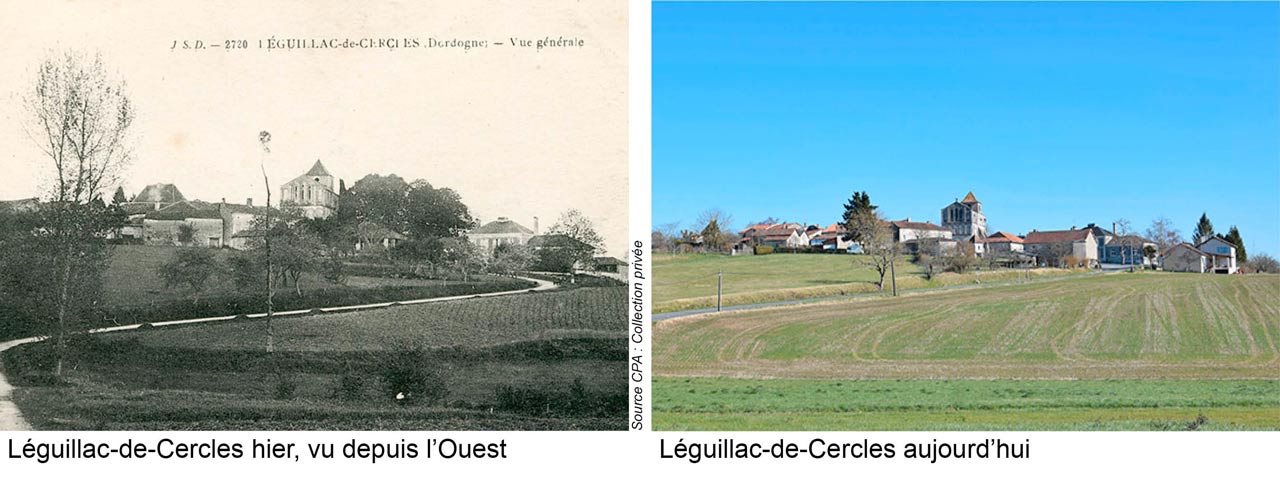 J S. D. — 2720 LÉGUILLAC-de-CERCLES (Dordogne) — Vue générale
Source CPA : Collection privée
Léguillac-de-Cercles hier, vu depuis l’Ouest
Léguillac-de-Cercles aujourd’hui